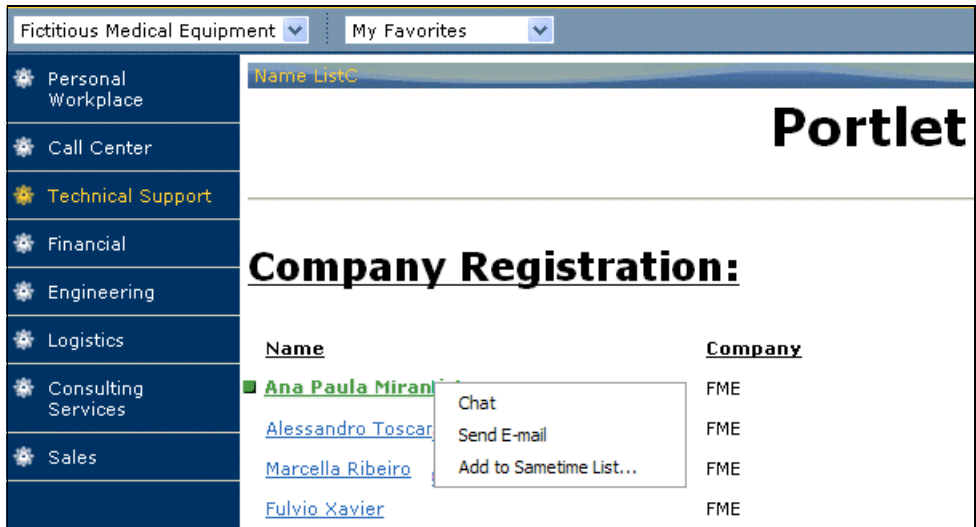 Fictitious Medical Equipment My Favorites
Personal
Workplace
Call Center
Technical Support
Financial
Engineering
Logistics
Consulting
Services
Sales
Name ListC
Portlet
Company Registration:
Name Company
Ana Paula FME
Alessandro FME
Marcella Ribeiro FME
Fulvio Xavier FME
Chat
Send E-mail
Add to Sametime List...